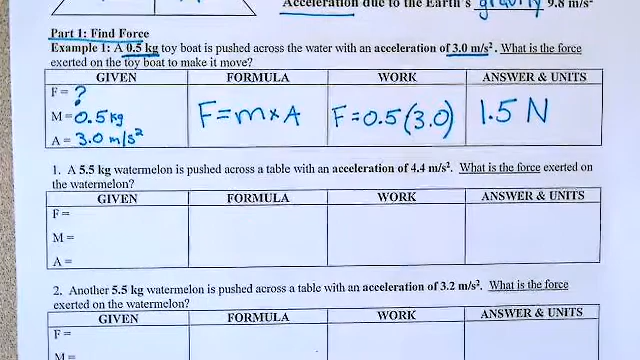 Acceleration due to the Earth's gravity 9.8 m/s²
Part 1: Find Force
Example 1: A 0.5 kg toy boat is pushed across the water with an acceleration of 3.0 m/s². What is the force
exerted on the toy boat to make it move?
GIVEN FORMULA WORK ANSWER & UNITS
F = ?
M = 0.5 kg F=m×A F=0.5(3.0) 1.5 N
A = 3.0 m/s²
1. A 5.5 kg watermelon is pushed across a table with an acceleration of 4.4 m/s². What is the force exerted on
the watermelon?
GIVEN FORMULA WORK ANSWER & UNITS
F =
M =
A =
2. Another 5.5 kg watermelon is pushed across a table with an acceleration of 3.2 m/s². What is the force
exerted on the watermelon?
GIVEN FORMULA WORK ANSWER & UNITS
F =
M =